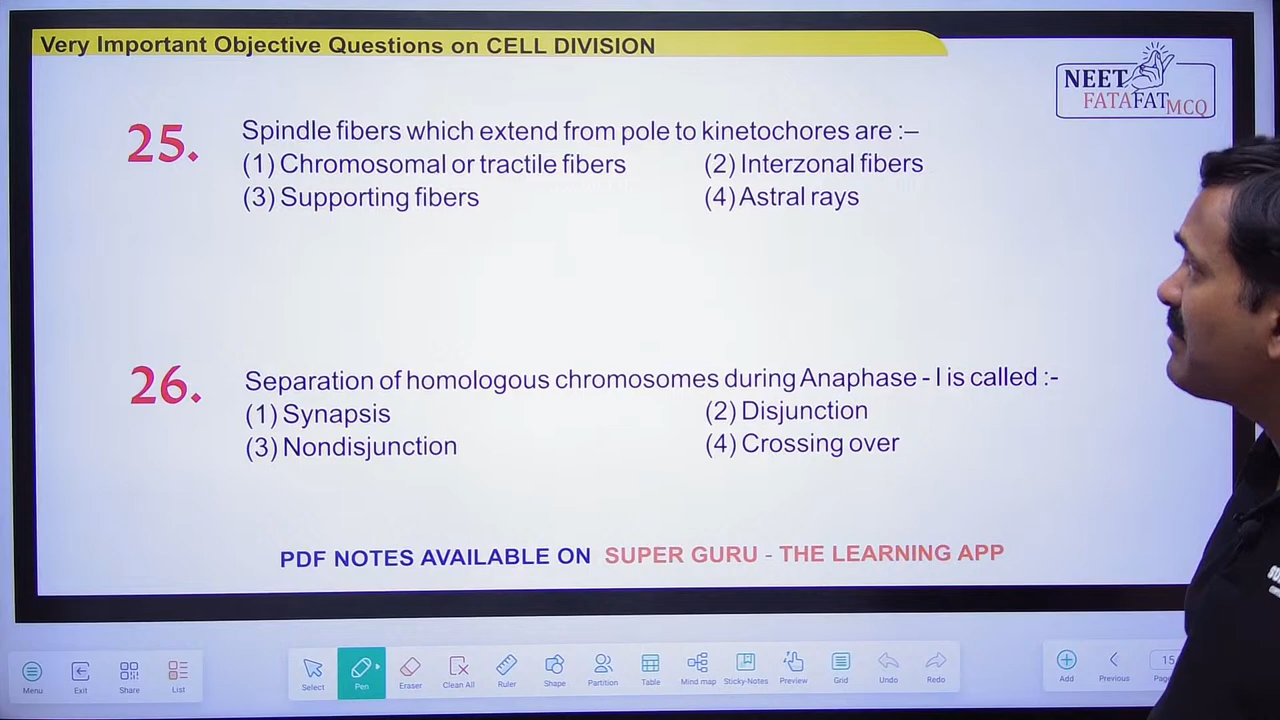 Very Important Objective Questions on CELL DIVISION
NEET
FATAFAT MCQ
25. Spindle fibers which extend from pole to kinetochores are :–
(1) Chromosomal or tractile fibers (2) Interzonal fibers
(3) Supporting fibers (4) Astral rays
26. Separation of homologous chromosomes during Anaphase - I is called :-
(1) Synapsis (2) Disjunction
(3) Nondisjunction (4) Crossing over
PDF NOTES AVAILABLE ON SUPER GURU - THE LEARNING APP
Menu Exit Share List Select Pen Eraser Clean All Ruler Shape Partition Table Mind map Sticky-Notes Preview Grid Undo Redo Add Previous 15